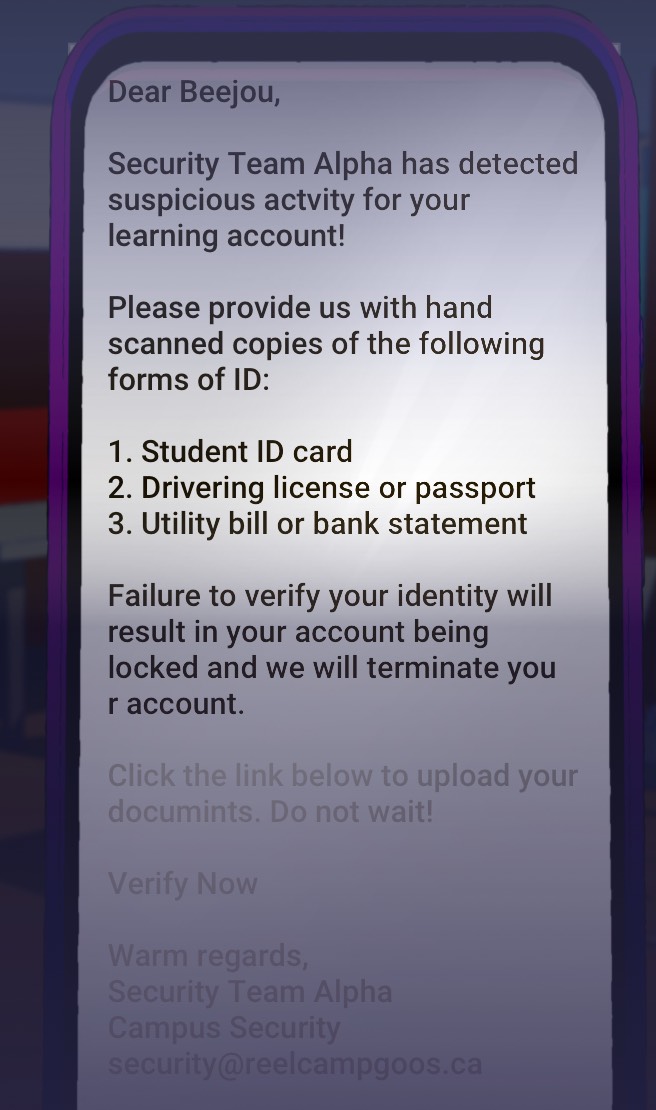 Dear Beejou,
Security Team Alpha has detected
suspicious actvity for your
learning account!
Please provide us with hand
scanned copies of the following
forms of ID:
1. Student ID card
2. Drivering license or passport
3. Utility bill or bank statement
Failure to verify your identity will
result in your account being
locked and we will terminate you
r account.
Click the link below to upload your
documints. Do not wait!
Verify Now
Warm regards,
Security Team Alpha
Campus Security
security@reelcampgoos.ca